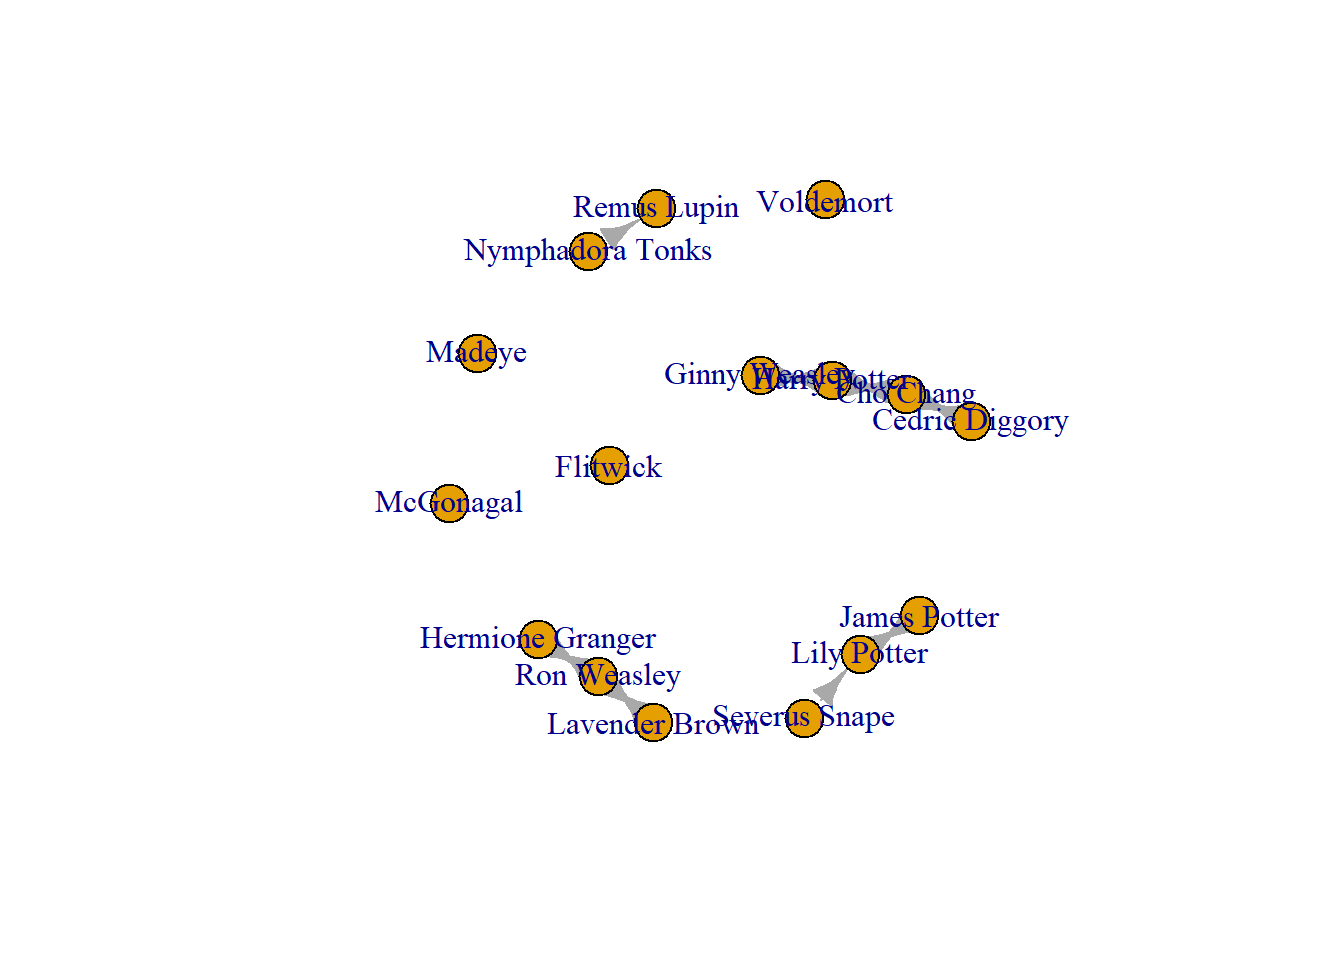 Remus Lupin
Voldemort
Nymphadora Tonks
Madeye
Ginny Weasley
Harry Potter
Cho Chang
Cedric Diggory
Flitwick
McGonagal
James Potter
Hermione Granger
Lily Potter
Ron Weasley
Severus Snape
Lavender Brown